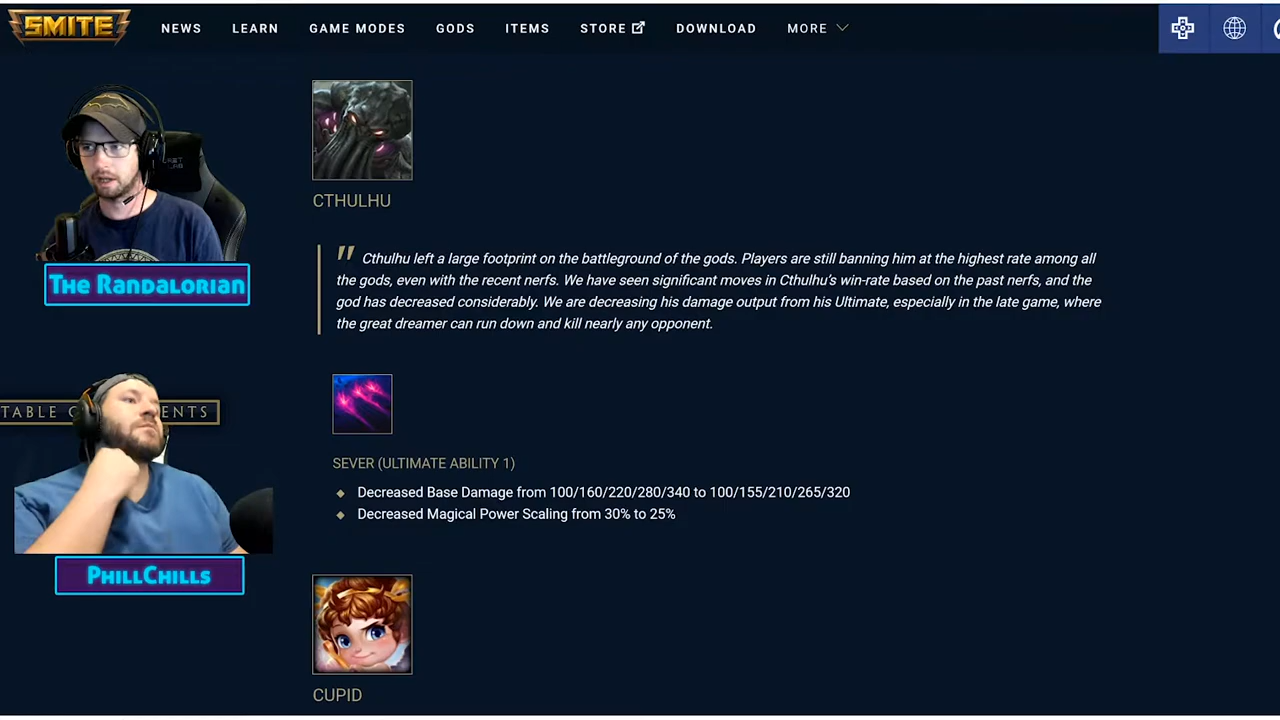 SMITE
NEWS LEARN GAME MODES GODS ITEMS STORE DOWNLOAD MORE
CTHULHU
" Cthulhu left a large footprint on the battleground of the gods. Players are still banning him at the highest rate among all
the gods, even with the recent nerfs. We have seen significant moves in Cthulhu's win-rate based on the past nerfs, and the
god has decreased considerably. We are decreasing his damage output from his Ultimate, especially in the late game, where
the great dreamer can run down and kill nearly any opponent.
The Randalorian
TABLE ENTS
SEVER (ULTIMATE ABILITY 1)
Decreased Base Damage from 100/160/220/280/340 to 100/155/210/265/320
Decreased Magical Power Scaling from 30% to 25%
PhillChills
CUPID